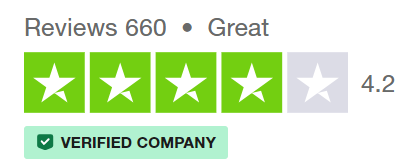 Reviews 660 • Great
4.2
VERIFIED COMPANY